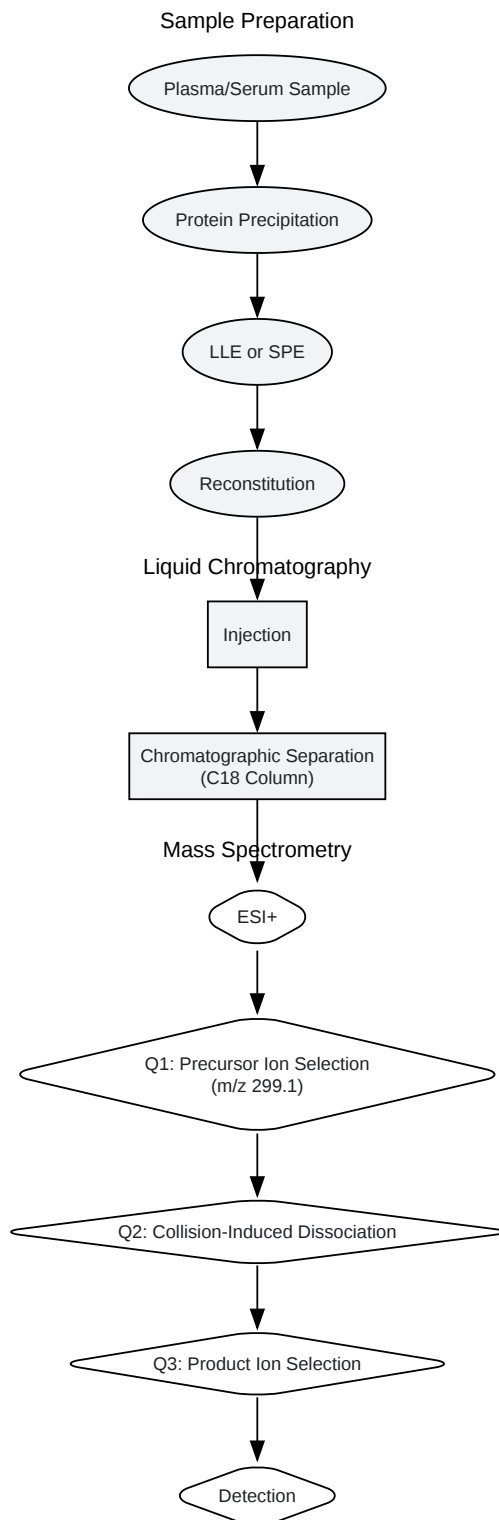 Sample Preparation
Plasma/Serum Sample
Protein Precipitation
LLE or SPE
Reconstitution
Liquid Chromatography
Injection
Chromatographic Separation
(C18 Column)
Mass Spectrometry
ESI+
Q1: Precursor Ion Selection
(m/z 299.1)
Q2: Collision-Induced Dissociation
Q3: Product Ion Selection
Detection